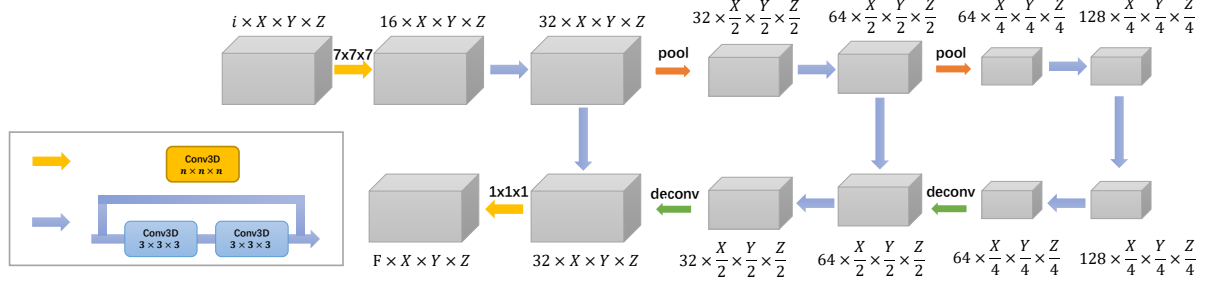 i × X × Y × Z
16 × X × Y × Z
32 × X × Y × Z
32 × X/2 × Y/2 × Z/2
64 × X/2 × Y/2 × Z/2
64 × X/4 × Y/4 × Z/4
128 × X/4 × Y/4 × Z/4
7x7x7
pool
pool
Conv3D
n × n × n
Conv3D
3 × 3 × 3
Conv3D
3 × 3 × 3
1x1x1
deconv
deconv
F × X × Y × Z
32 × X × Y × Z
32 × X/2 × Y/2 × Z/2
64 × X/2 × Y/2 × Z/2
64 × X/4 × Y/4 × Z/4
128 × X/4 × Y/4 × Z/4